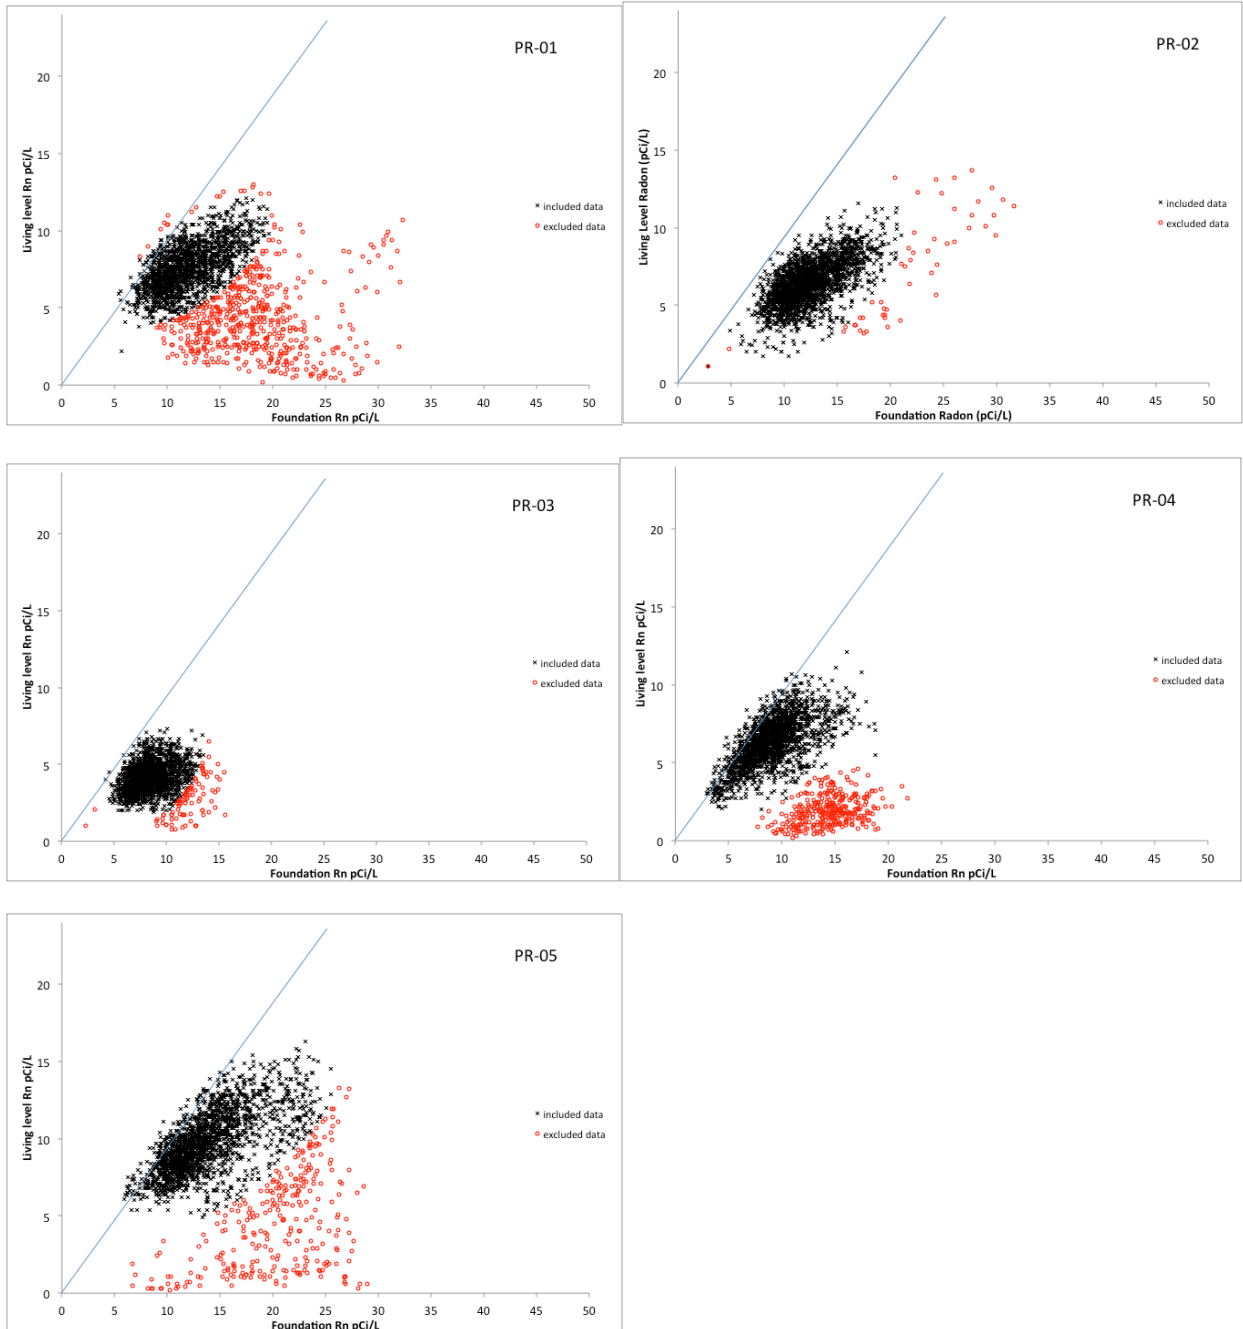 PR-01
20
15
10
5
0
Living level Rn pCi/L
× included data
○ excluded data
0 5 10 15 20 25 30 35 40 45 50
Foundation Rn pCi/L
PR-02
20
15
10
5
0
Living Level Radon (pCi/L)
× included data
○ excluded data
0 5 10 15 20 25 30 35 40 45 50
Foundation Radon (pCi/L)
PR-03
20
15
10
5
0
Living level Rn pCi/L
× included data
○ excluded data
0 5 10 15 20 25 30 35 40 45 50
Foundation Rn pCi/L
PR-04
20
15
10
5
0
Living level Rn pCi/L
× included data
○ excluded data
0 5 10 15 20 25 30 35 40 45 50
Foundation Rn pCi/L
PR-05
20
15
10
5
0
Living level Rn pCi/L
× included data
○ excluded data
0 5 10 15 20 25 30 35 40 45 50
Foundation Rn pCi/L